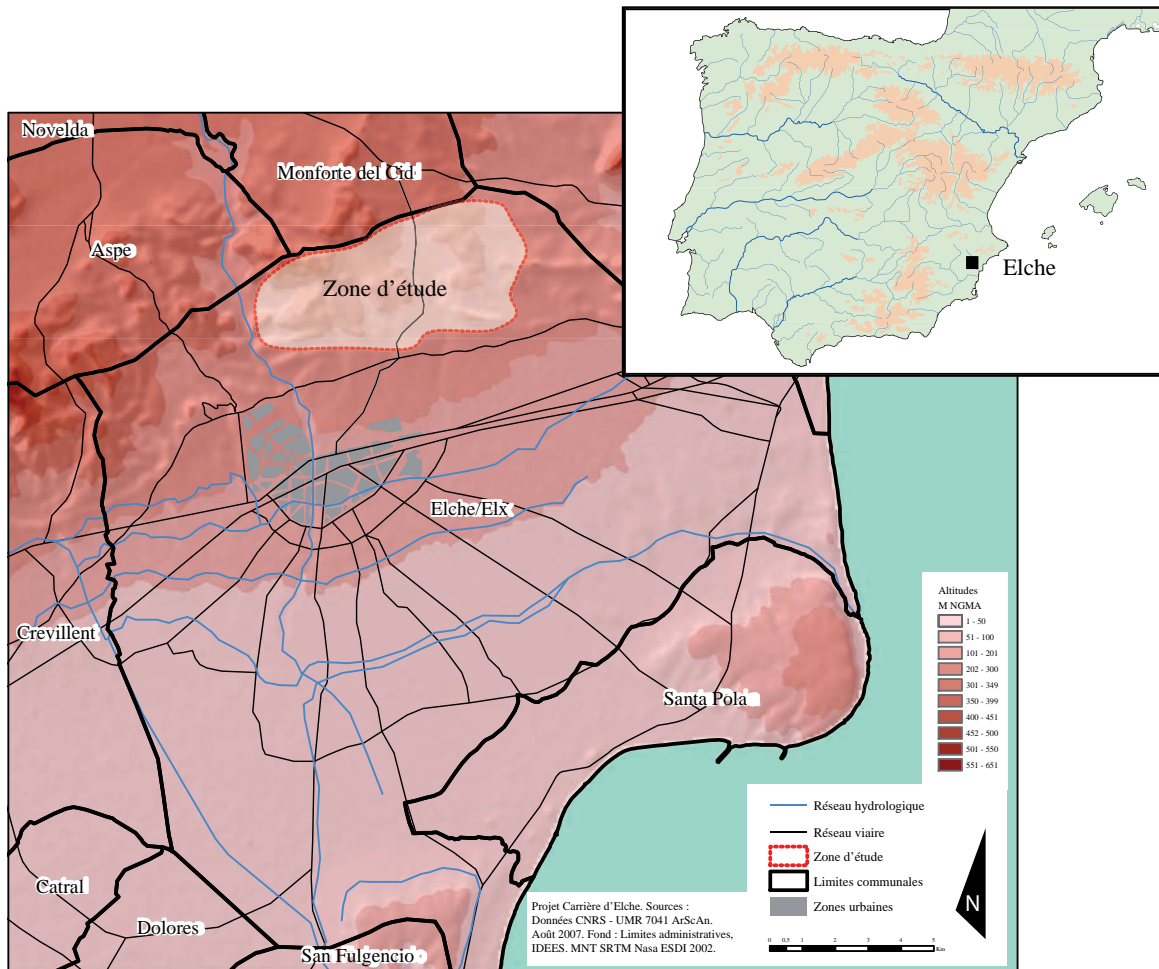 Elche
Novelda
Monforte del Cid
Aspe
Zone d’étude
Elche/Elx
Crevillent
Santa Pola
Catral
Dolores
San Fulgencio
Altitudes
M NGMA
1 - 50
51 - 100
101 - 201
202 - 300
301 - 349
350 - 399
400 - 451
452 - 500
501 - 550
551 - 651
Réseau hydrologique
Réseau viaire
Zone d’étude
Limites communales
Zones urbaines
N
Projet Carrière d’Elche. Sources :
Données CNRS - UMR 7041 ArScAn.
Août 2007. Fond : Limites administratives,
IDEES. MNT SRTM Nasa ESDI 2002.
0 0,5 1 2 3 4 5
Km